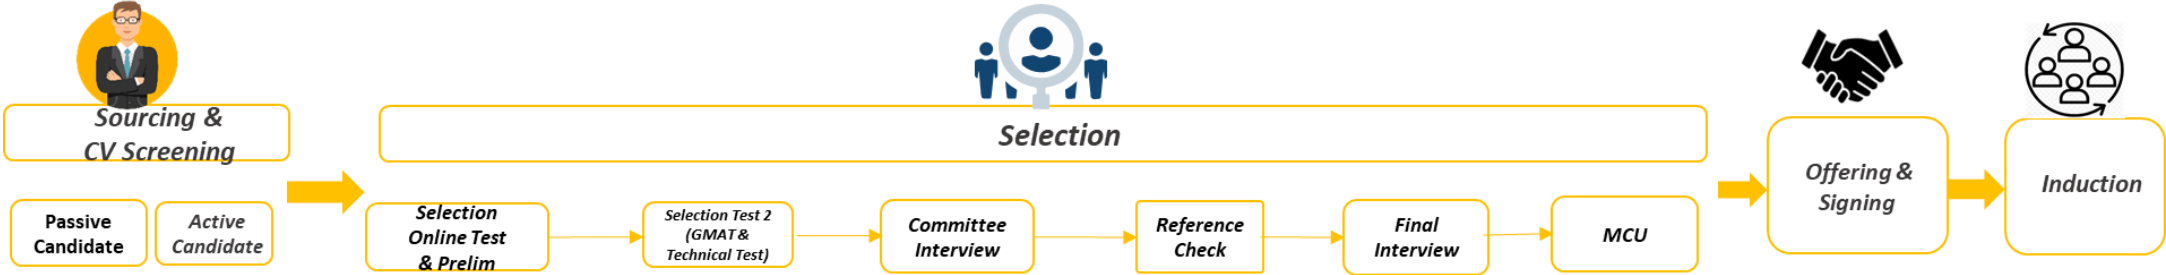 Sourcing &
CV Screening
Passive
Candidate
Active
Candidate
Selection
Selection
Online Test
& Prelim
Selection Test 2
(GMAT &
Technical Test)
Committee
Interview
Reference
Check
Final
Interview
MCU
Offering &
Signing
Induction